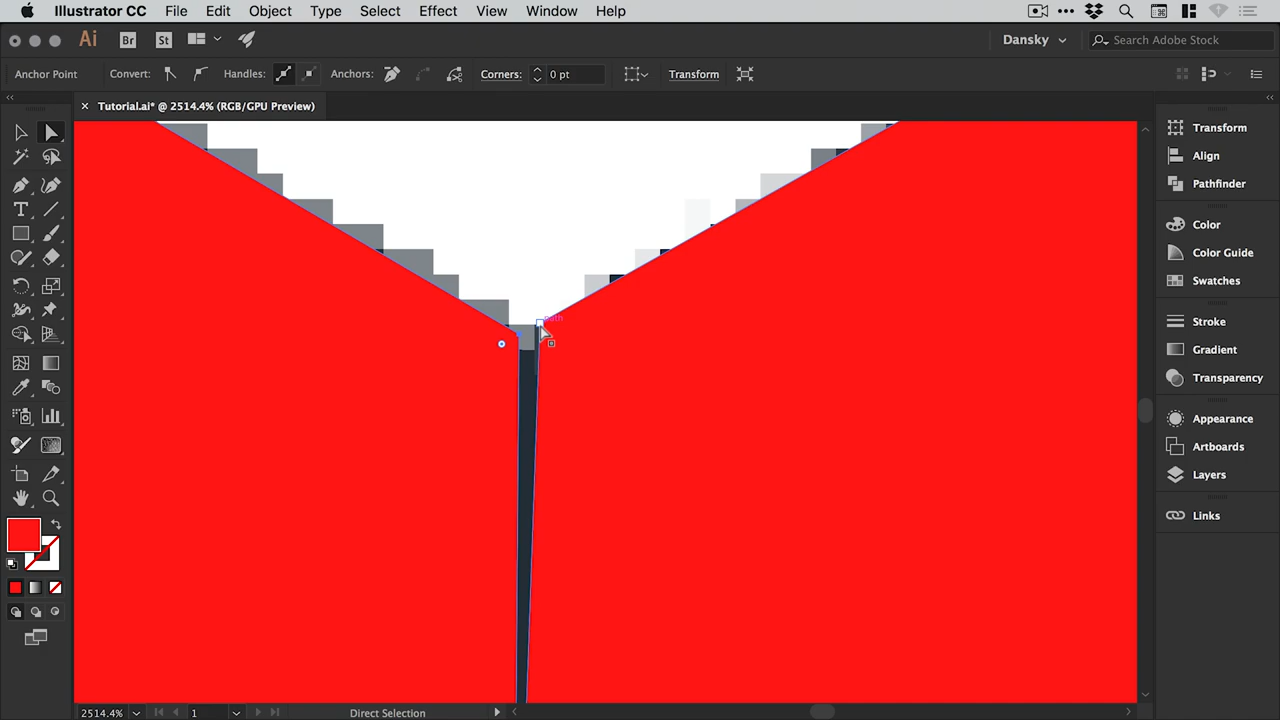 Illustrator CC File Edit Object Type Select Effect View Window Help
Ai Br St Dansky Search Adobe Stock
Anchor Point Convert: Handles: Anchors: Corners: 0 pt Transform
× Tutorial.ai* @ 2514.4% (RGB/GPU Preview)
Transform
Align
Pathfinder
Color
Color Guide
Swatches
path
Stroke
Gradient
Transparency
Appearance
Artboards
Layers
Links
2514.4% 1 Direct Selection